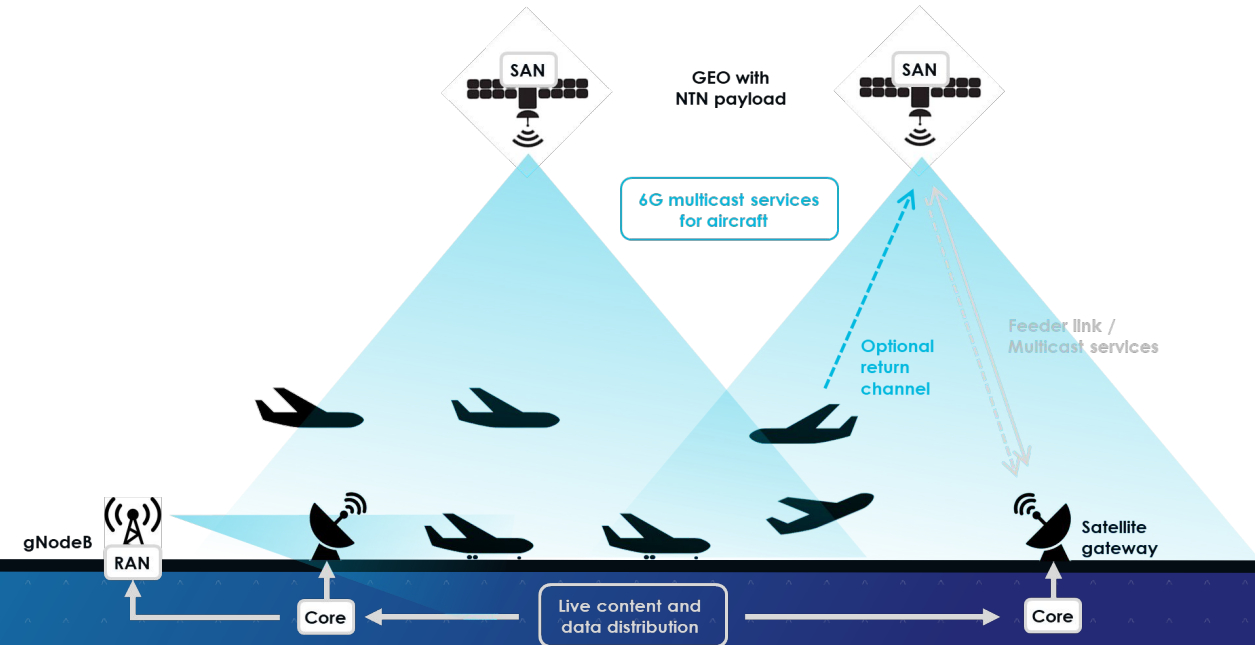 SAN
GEO with
NTN payload
SAN
6G multicast services
for aircraft
Feeder link /
Multicast services
Optional
return
channel
gNodeB
RAN
Satellite
gateway
Core
Live content and
data distribution
Core